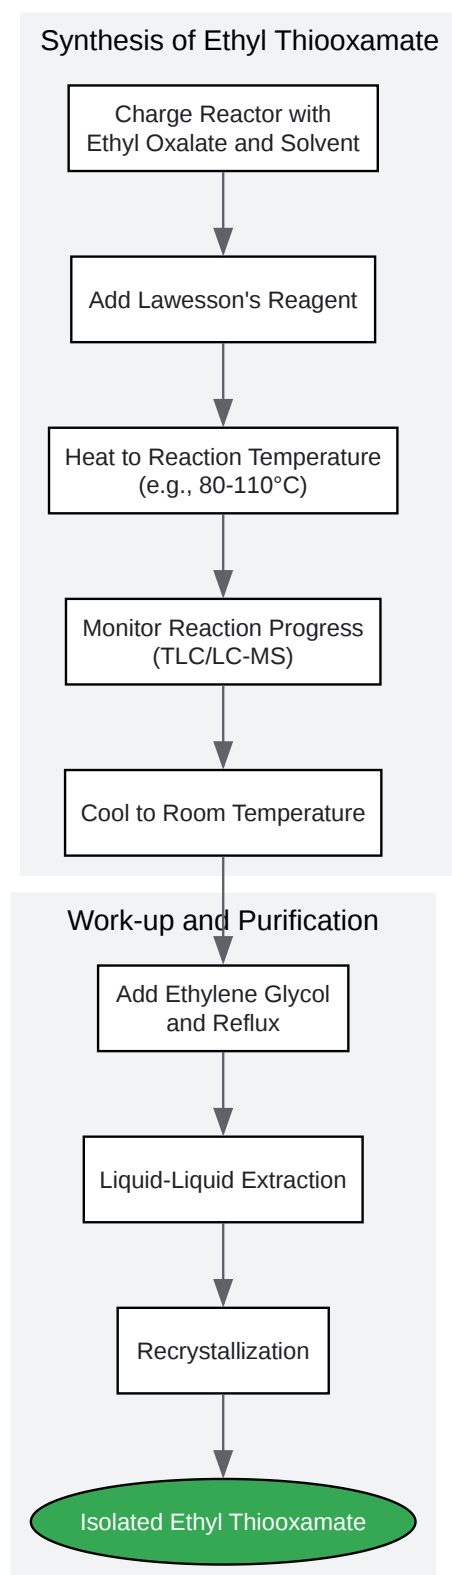 Synthesis of Ethyl Thiooxamate
Charge Reactor with
Ethyl Oxalate and Solvent
Add Lawesson's Reagent
Heat to Reaction Temperature
(e.g., 80-110°C)
Monitor Reaction Progress
(TLC/LC-MS)
Cool to Room Temperature
Work-up and Purification
Add Ethylene Glycol
and Reflux
Liquid-Liquid Extraction
Recrystallization
Isolated Ethyl Thiooxamate